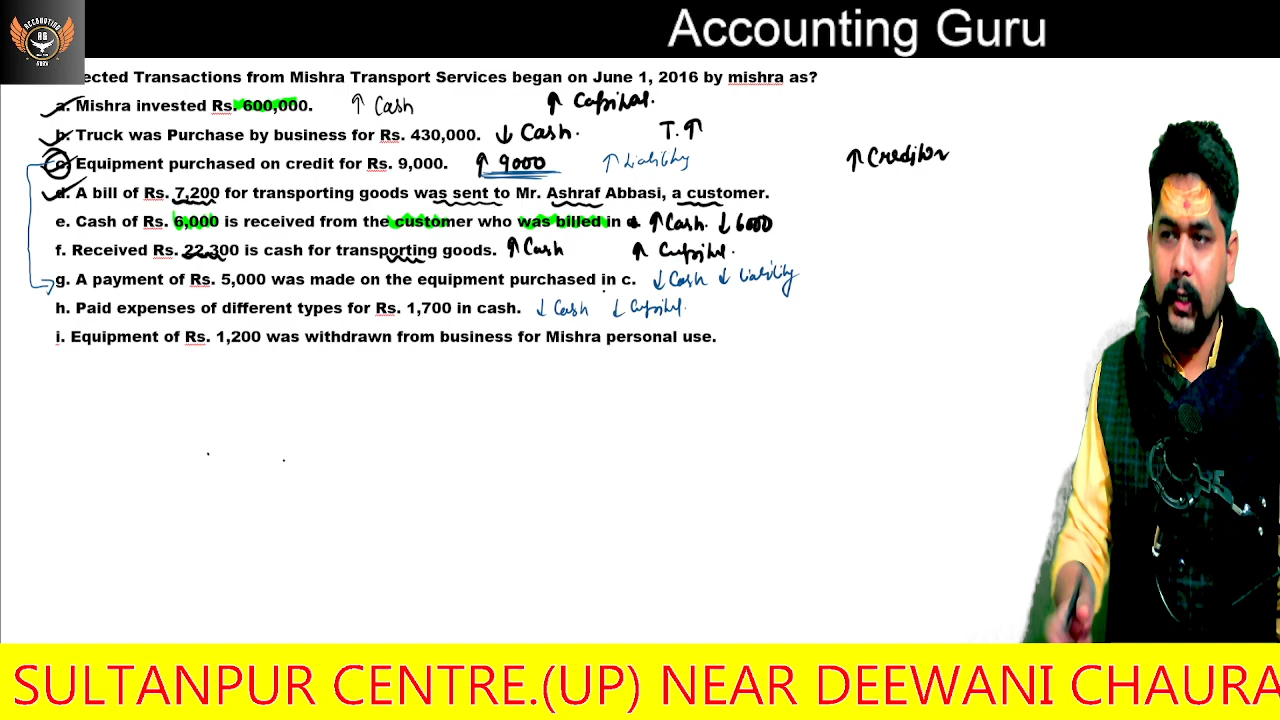 Accounting Guru
ACCOUNTING
AG
GURU
ected Transactions from Mishra Transport Services began on June 1, 2016 by mishra as?
a. Mishra invested Rs. 600,000. ↑ Cash ↑ Capital.
b. Truck was Purchase by business for Rs. 430,000. ↓ Cash. T. ↑
c. Equipment purchased on credit for Rs. 9,000. ↑ 9000 ↑ Liability ↑ Creditor
d. A bill of Rs. 7,200 for transporting goods was sent to Mr. Ashraf Abbasi, a customer.
e. Cash of Rs. 6,000 is received from the customer who was billed in ↑ Cash. ↓ 6000
f. Received Rs. 22,300 is cash for transporting goods. ↑ Cash ↑ Capital.
g. A payment of Rs. 5,000 was made on the equipment purchased in c. ↓ Cash ↓ Liability
h. Paid expenses of different types for Rs. 1,700 in cash. ↓ Cash ↓ Capital.
i. Equipment of Rs. 1,200 was withdrawn from business for Mishra personal use.
SULTANPUR CENTRE.(UP) NEAR DEEWANI CHAURA